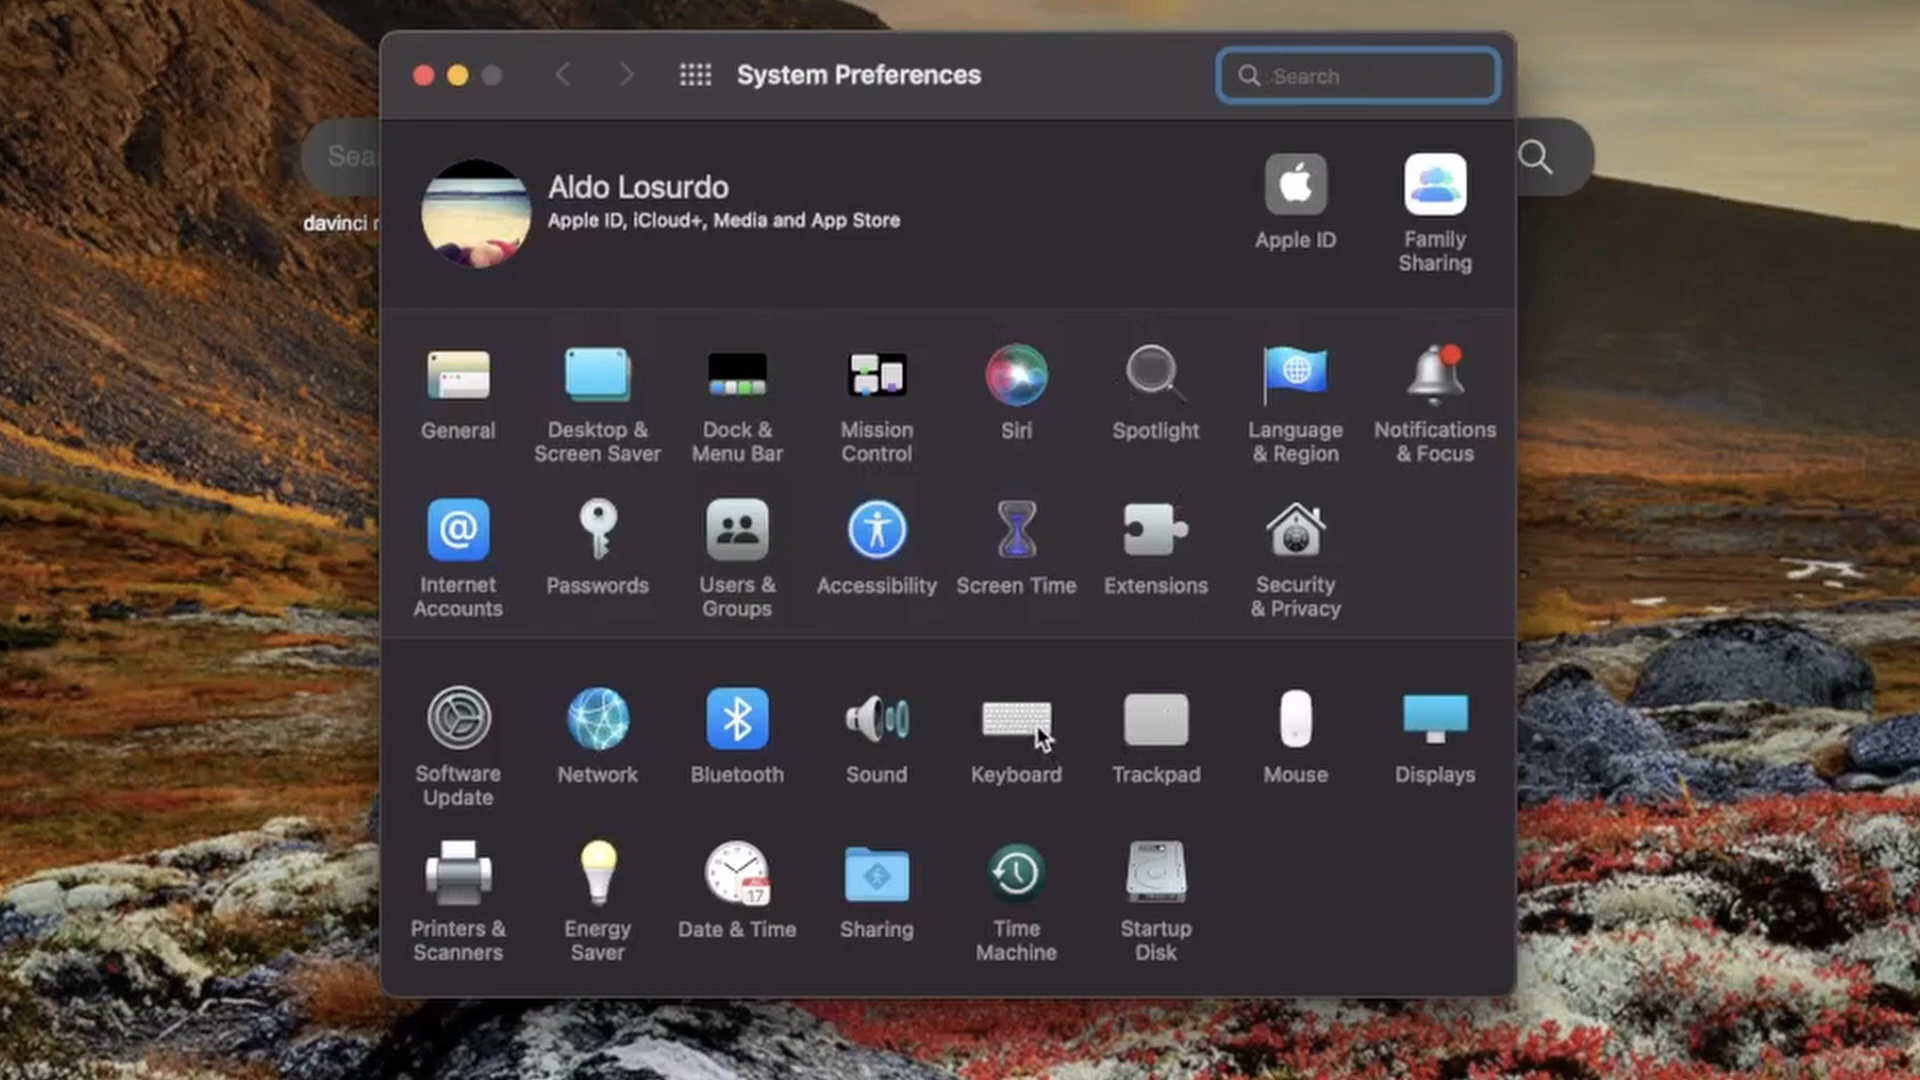 System Preferences
Search
Sea
davinci r
Aldo Losurdo
Apple ID, iCloud+, Media and App Store
Apple ID
Family
Sharing
General
Desktop &
Screen Saver
Dock &
Menu Bar
Mission
Control
Siri
Spotlight
Language
& Region
Notifications
& Focus
@
Internet
Accounts
Passwords
Users &
Groups
Accessibility
Screen Time
Extensions
Security
& Privacy
Software
Update
Network
Bluetooth
Sound
Keyboard
Trackpad
Mouse
Displays
17
Printers &
Scanners
Energy
Saver
Date & Time
Sharing
Time
Machine
Startup
Disk